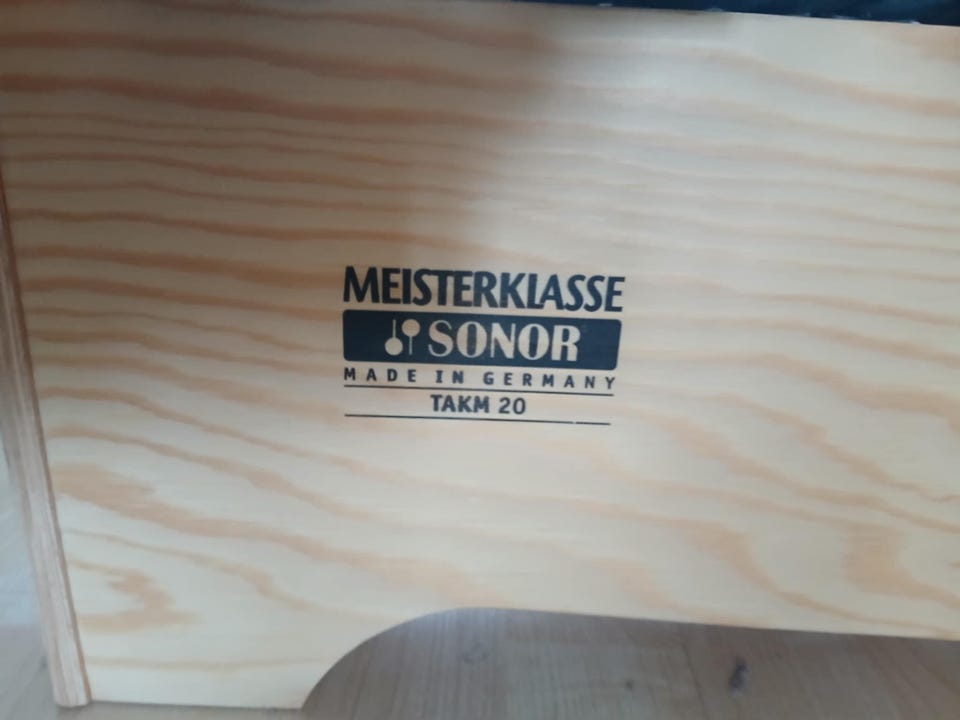 MEISTERKLASSE
SONOR
MADE IN GERMANY
TAKM 20